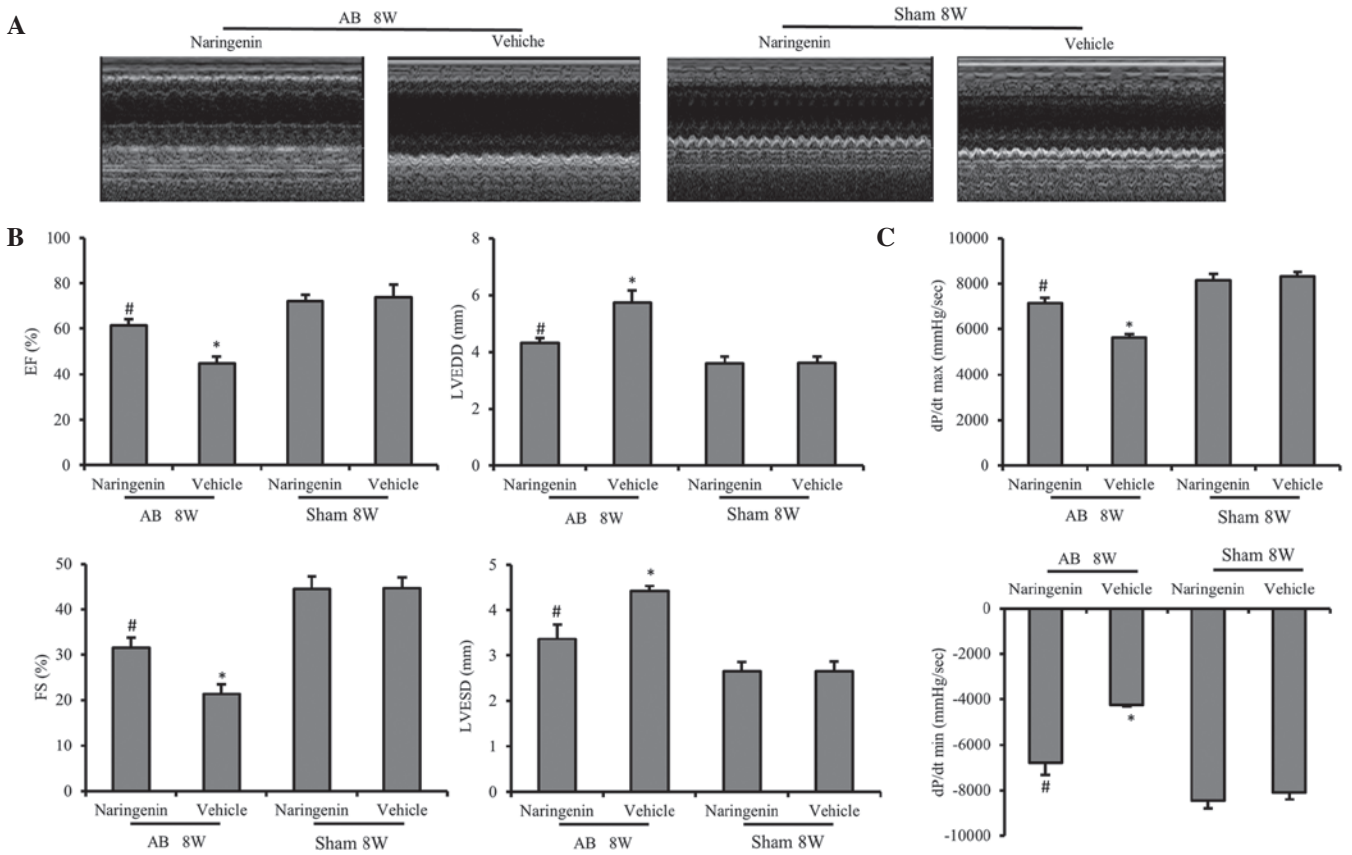 A
AB 8W
Sham 8W
Naringenin
Vehiche
Naringenin
Vehicle
B
100
80
60
40
20
0
EF (%)
#
*
Naringenin
Vehicle
Naringenin
Vehicle
AB 8W
Sham 8W
8
6
4
2
0
LVEDD (mm)
#
*
Naringenin
Vehicle
Naringenin
Vehicle
AB 8W
Sham 8W
C
10000
8000
6000
4000
2000
0
dP/dt max (mmHg/sec)
#
*
Naringenin
Vehicle
Naringenin
Vehicle
AB 8W
Sham 8W
50
40
30
20
10
0
FS (%)
#
*
Naringenin
Vehicle
Naringenin
Vehicle
AB 8W
Sham 8W
5
4
3
2
1
0
LVESD (mm)
#
*
Naringenin
Vehicle
Naringenin
Vehicle
AB 8W
Sham 8W
AB 8W
Sham 8W
Naringenin
Vehicle
Naringenin
Vehicle
0
-2000
-4000
-6000
-8000
-10000
dP/dt min (mmHg/sec)
#
*